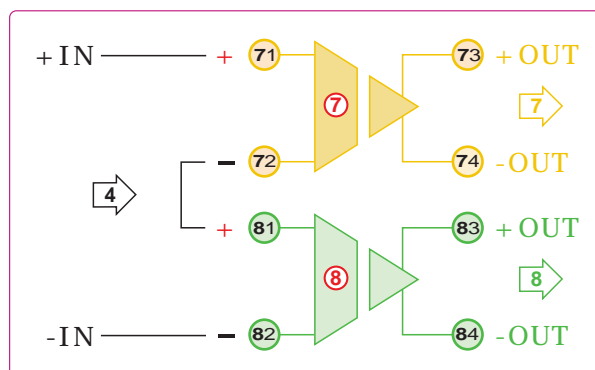 +IN + 71 73 +OUT
7 7
− 72 74 -OUT
4
+ 81 83 +OUT
8 8
-IN − 82 84 -OUT